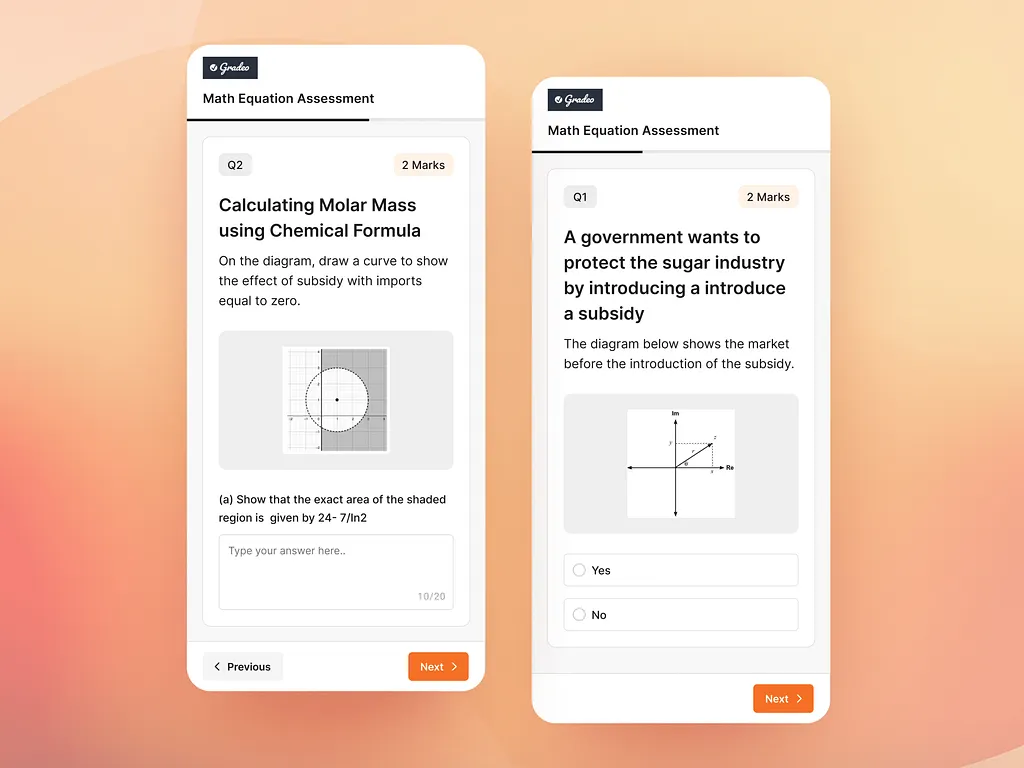 Gradeo
Math Equation Assessment
Q2
2 Marks
Calculating Molar Mass
using Chemical Formula
On the diagram, draw a curve to show
the effect of subsidy with imports
equal to zero.
(a) Show that the exact area of the shaded
region is given by 24- 7/In2
Type your answer here..
10/20
Previous
Next
Gradeo
Math Equation Assessment
Q1
2 Marks
A government wants to
protect the sugar industry
by introducing a introduce
a subsidy
The diagram below shows the market
before the introduction of the subsidy.
Im
y
z
r
θ
x
Re
Yes
No
Next